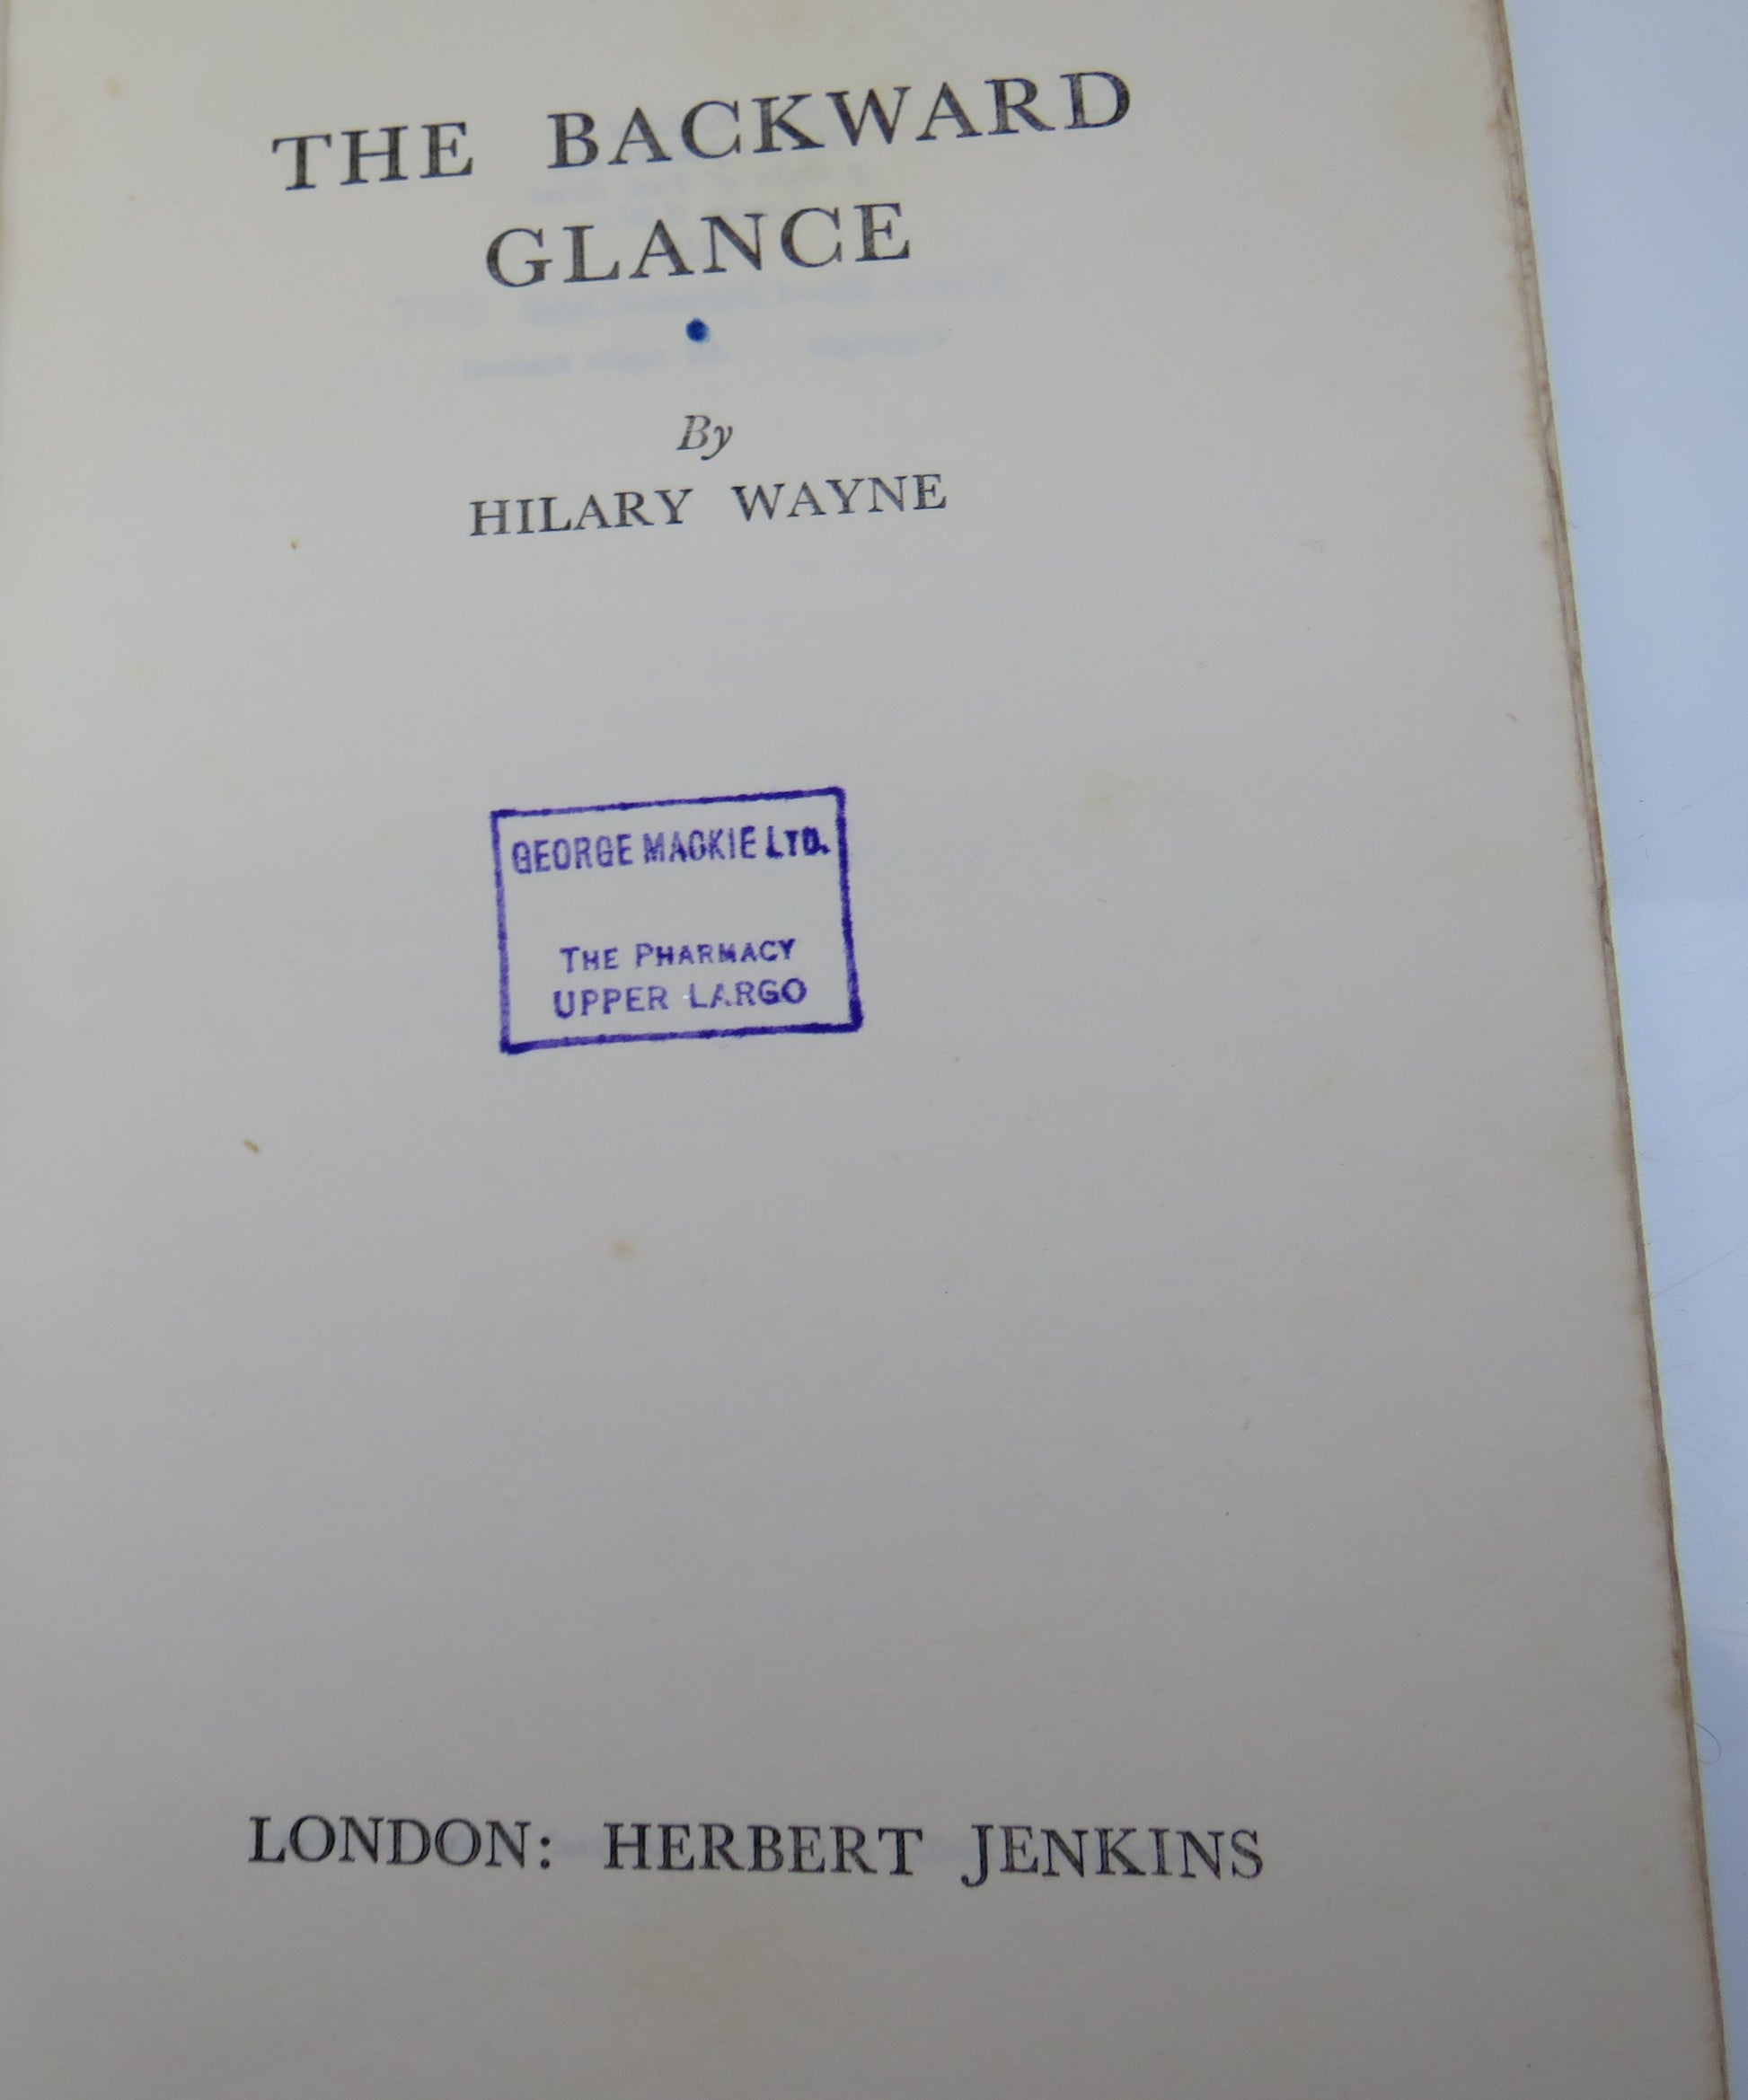 THE BACKWARD
GLANCE
By
HILARY WAYNE
GEORGE MACKIE LTD.
THE PHARMACY
UPPER LARGO
LONDON: HERBERT JENKINS